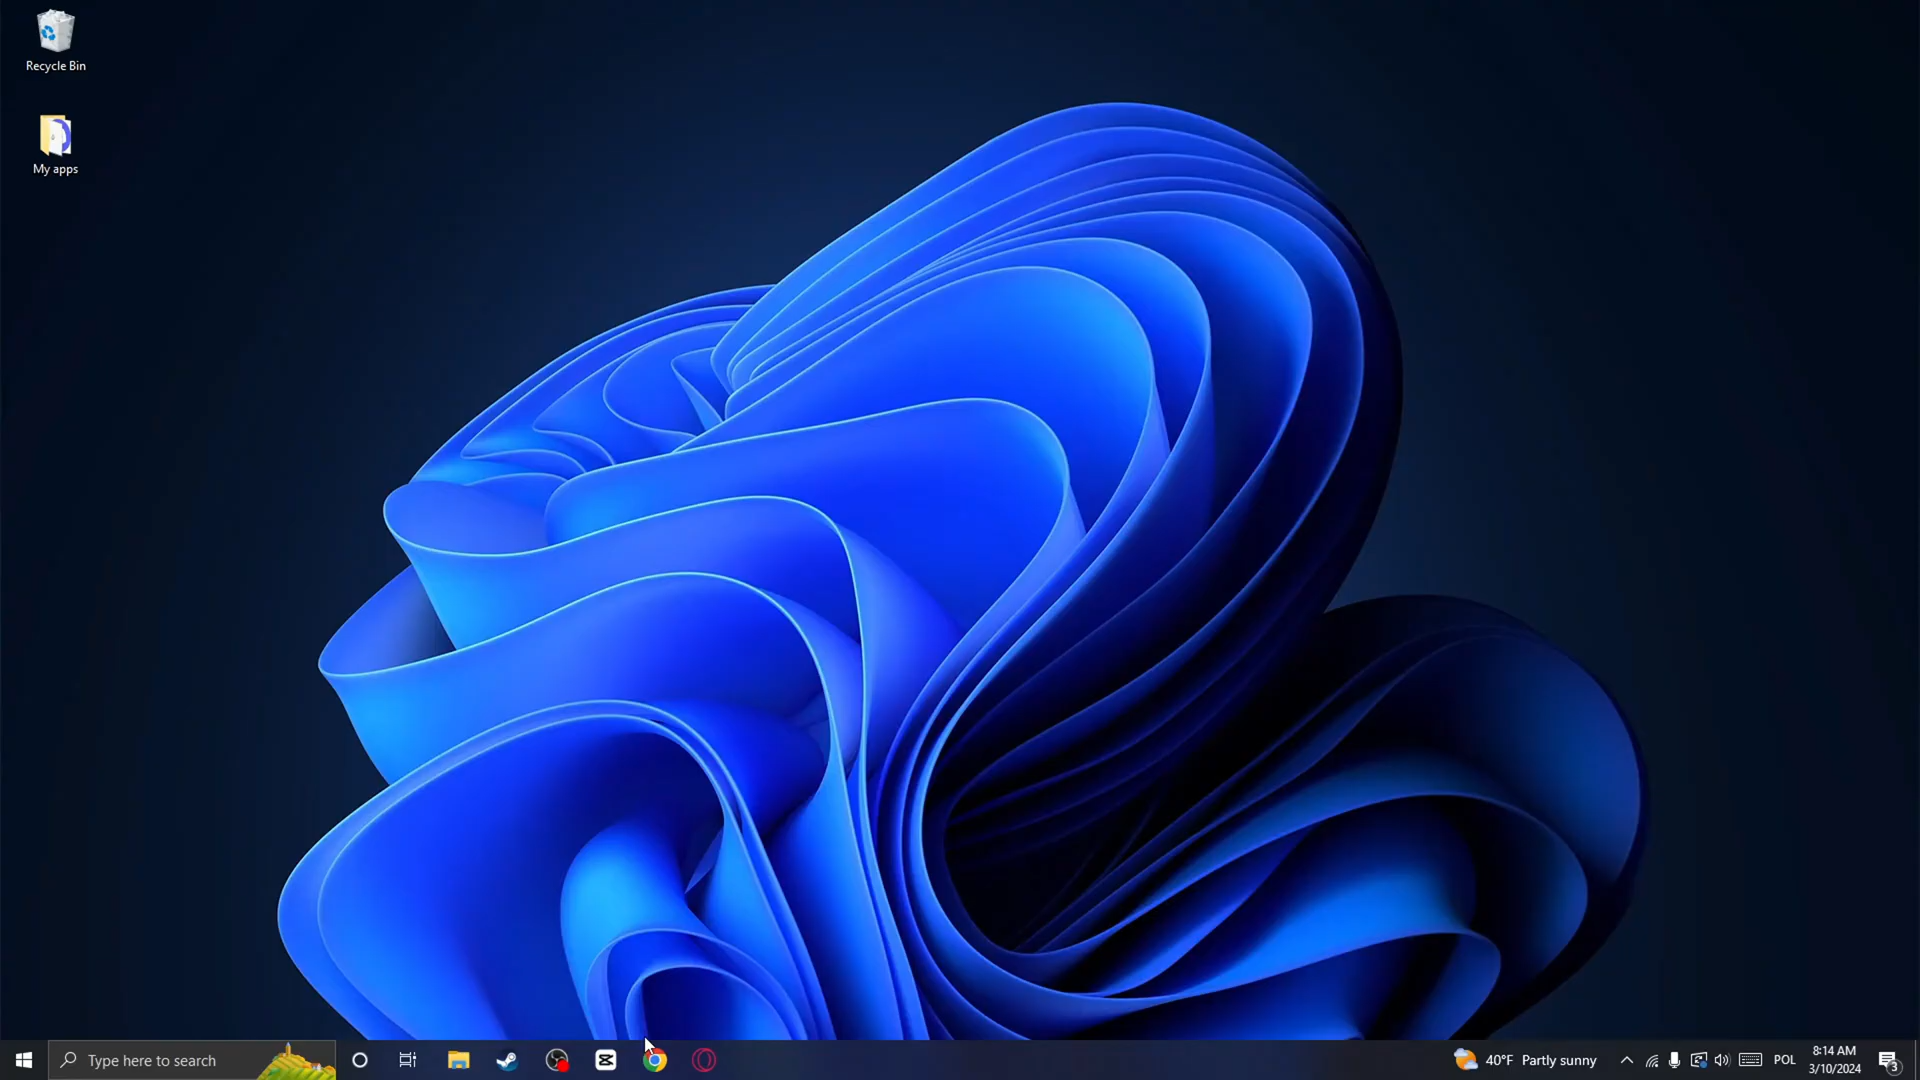 Recycle Bin
My apps
Type here to search
40°F Partly sunny
POL
8:14 AM
3/10/2024
3